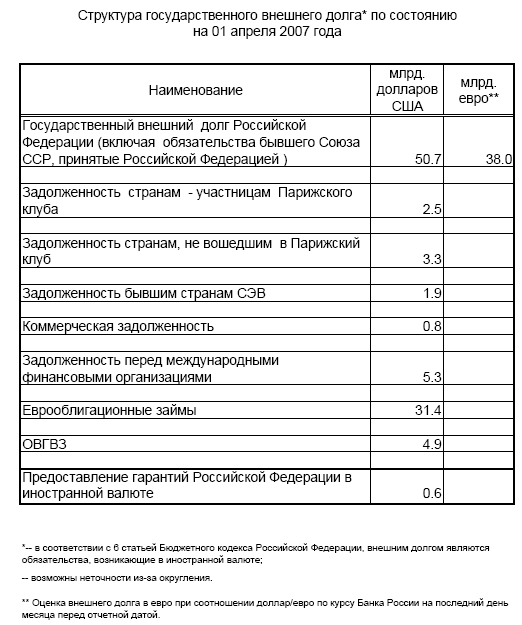 Структура государственного внешнего долга* по состоянию
на 01 апреля 2007 года
Наименование
млрд.
долларов
США
млрд.
евро**
Государственный внешний долг Российской
Федерации (включая обязательства бывшего Союза
ССР, принятые Российской Федерацией )
50.7
38.0
Задолженность странам - участницам Парижского
клуба
2.5
Задолженность странам, не вошедшим в Парижский
клуб
3.3
Задолженность бывшим странам СЭВ
1.9
Коммерческая задолженность
0.8
Задолженность перед международными
финансовыми организациями
5.3
Еврооблигационные займы
31.4
ОВГВЗ
4.9
Предоставление гарантий Российской Федерации в
иностранной валюте
0.6
*-- в соответствии с 6 статьей Бюджетного кодекса Российской Федерации, внешним долгом являются
обязательства, возникающие в иностранной валюте;
-- возможны неточности из-за округления.
** Оценка внешнего долга в евро при соотношении доллар/евро по курсу Банка России на последний день
месяца перед отчетной датой.